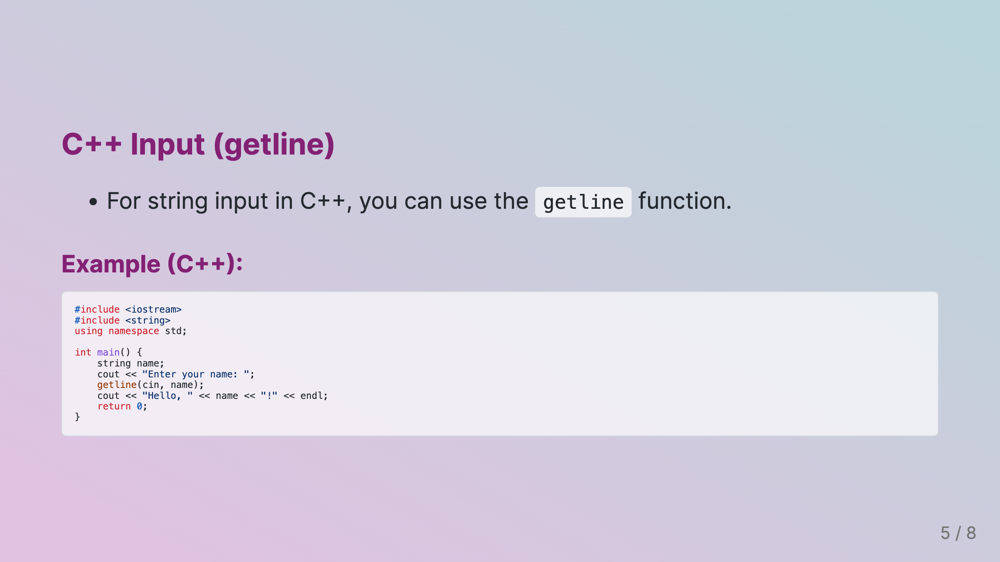 C++ Input (getline)
• For string input in C++, you can use the getline function.
Example (C++):
#include <iostream>
#include <string>
using namespace std;

int main() {
    string name;
    cout << "Enter your name: ";
    getline(cin, name);
    cout << "Hello, " << name << "!" << endl;
    return 0;
}
5 / 8